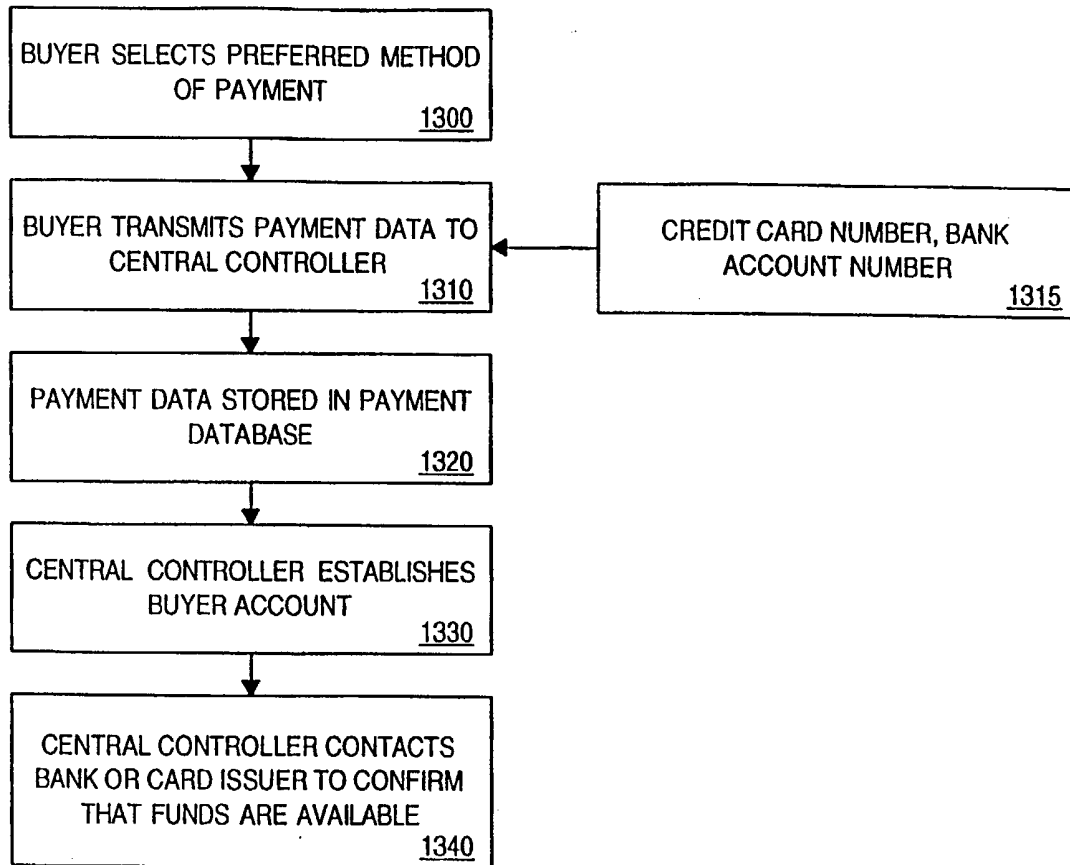 BUYER SELECTS PREFERRED METHOD
OF PAYMENT
1300
BUYER TRANSMITS PAYMENT DATA TO
CENTRAL CONTROLLER
1310
CREDIT CARD NUMBER, BANK
ACCOUNT NUMBER
1315
PAYMENT DATA STORED IN PAYMENT
DATABASE
1320
CENTRAL CONTROLLER ESTABLISHES
BUYER ACCOUNT
1330
CENTRAL CONTROLLER CONTACTS
BANK OR CARD ISSUER TO CONFIRM
THAT FUNDS ARE AVAILABLE
1340